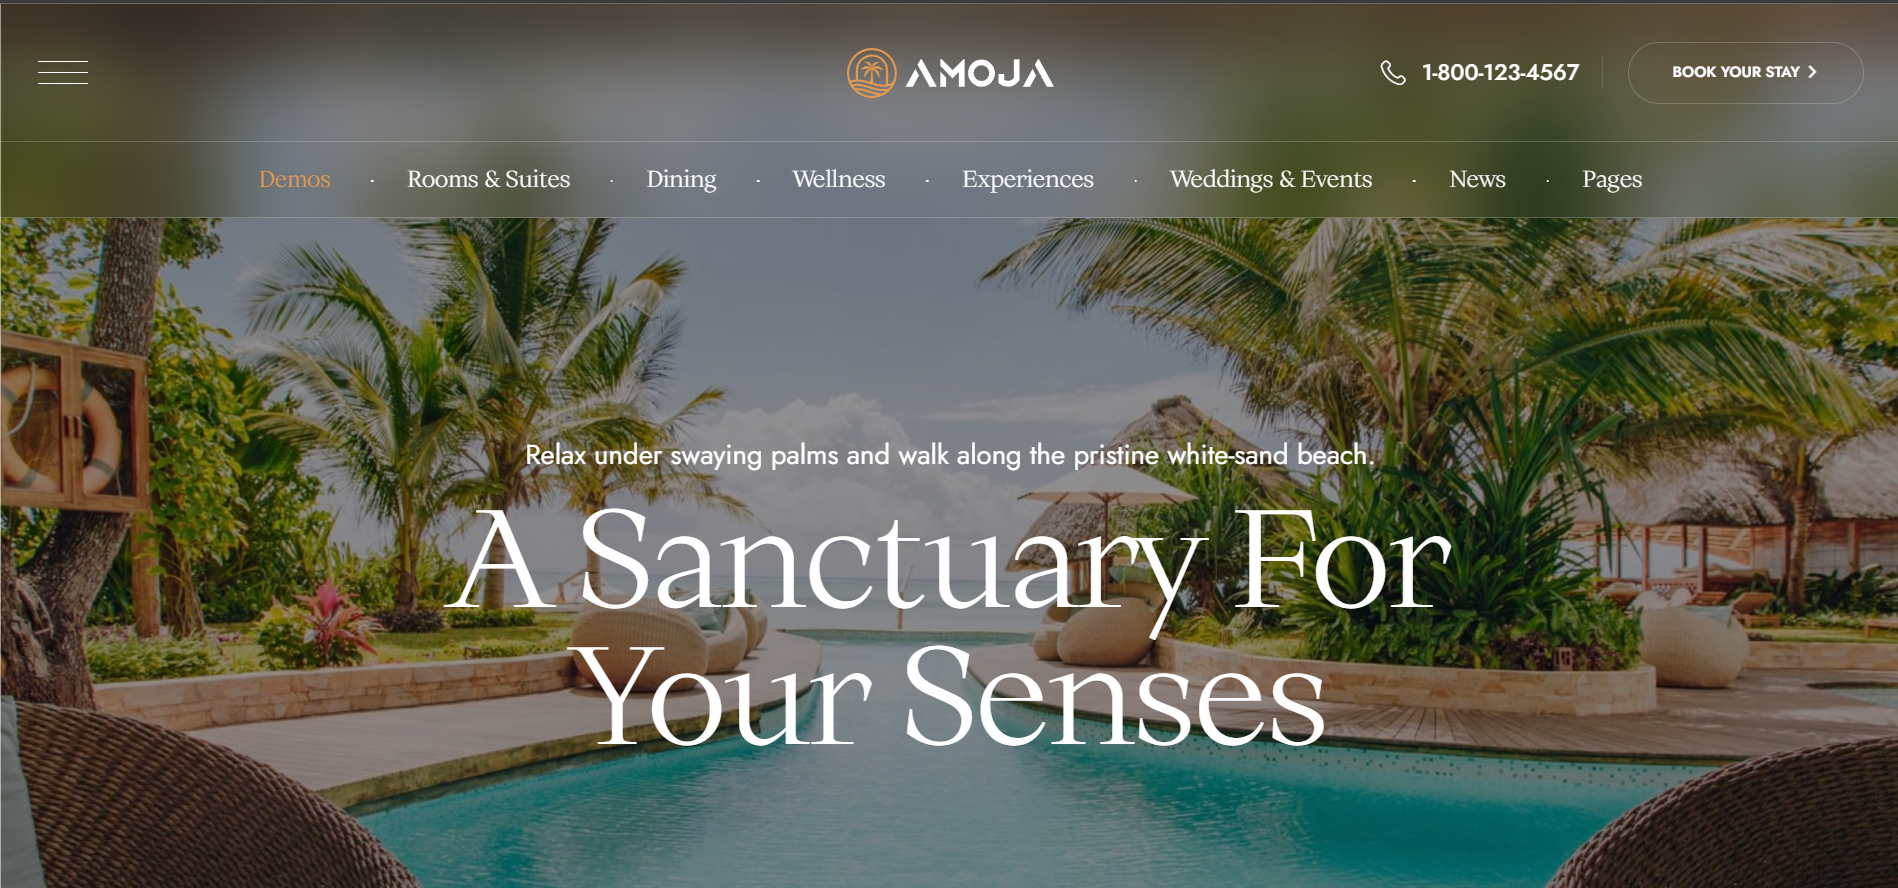 AMOJA
1-800-123-4567
BOOK YOUR STAY
Demos · Rooms & Suites · Dining · Wellness · Experiences · Weddings & Events · News · Pages
Relax under swaying palms and walk along the pristine white-sand beach.
A Sanctuary For
Your Senses